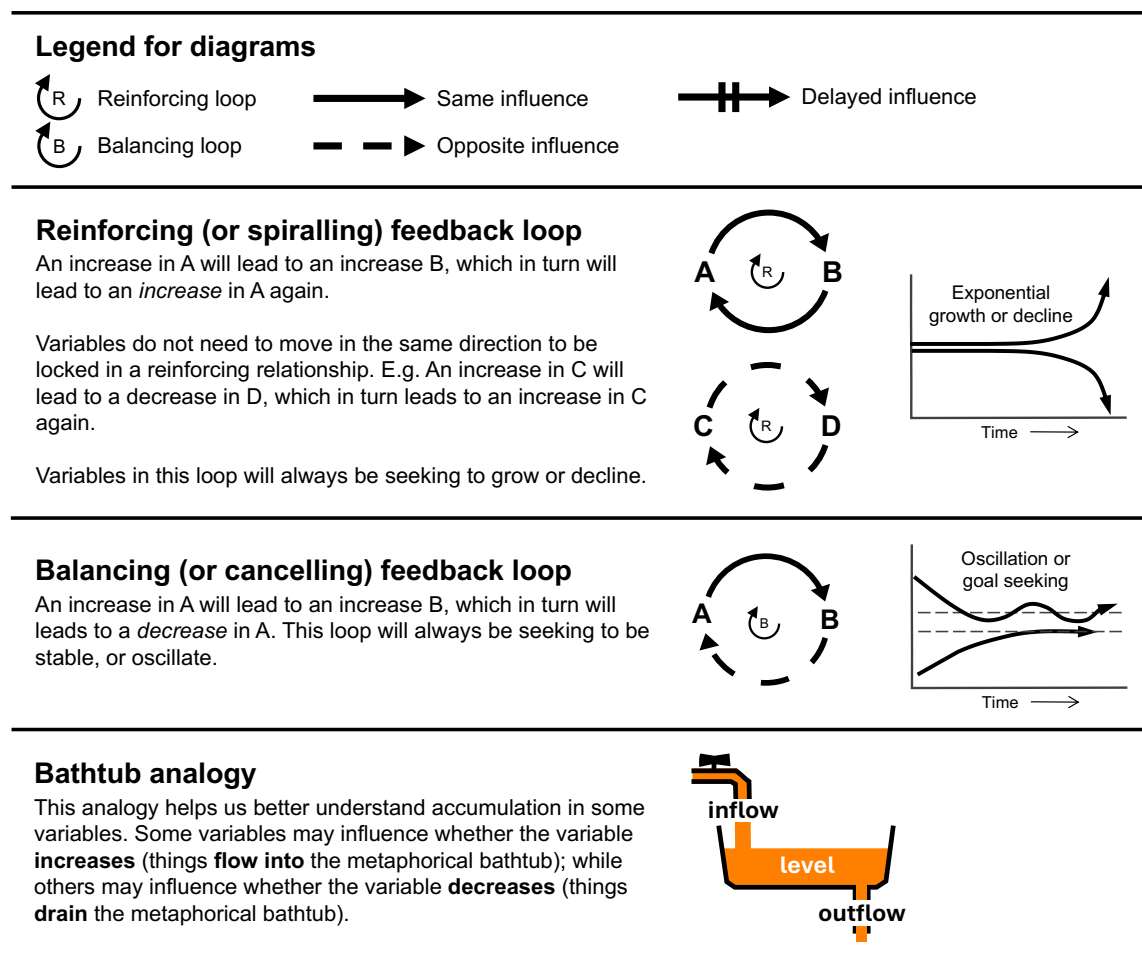 Legend for diagrams
R Reinforcing loop
Same influence
Delayed influence
B Balancing loop
Opposite influence
Reinforcing (or spiralling) feedback loop
An increase in A will lead to an increase B, which in turn will
lead to an increase in A again.
Variables do not need to move in the same direction to be
locked in a reinforcing relationship. E.g. An increase in C will
lead to a decrease in D, which in turn leads to an increase in C
again.
Variables in this loop will always be seeking to grow or decline.
A R B
C R D
Exponential
growth or decline
Time
Balancing (or cancelling) feedback loop
An increase in A will lead to an increase B, which in turn will
leads to a decrease in A. This loop will always be seeking to be
stable, or oscillate.
A B B
Oscillation or
goal seeking
Time
Bathtub analogy
This analogy helps us better understand accumulation in some
variables. Some variables may influence whether the variable
increases (things flow into the metaphorical bathtub); while
others may influence whether the variable decreases (things
drain the metaphorical bathtub).
inflow
level
outflow